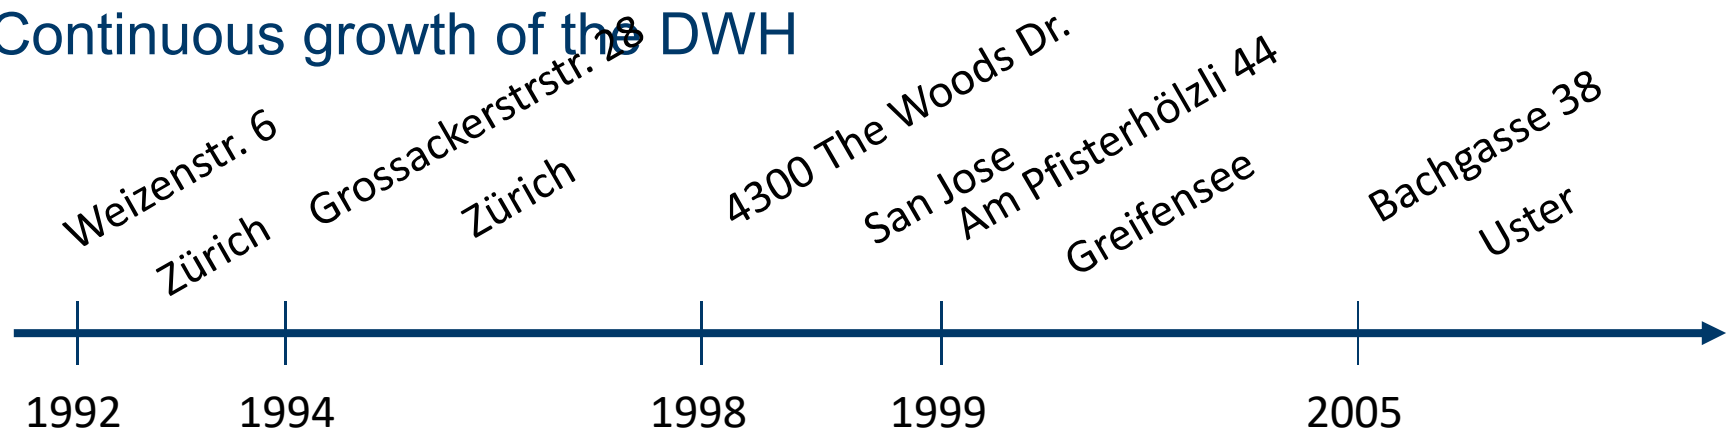 Continuous growth of the DWH
Weizenstr. 6
Zürich
Grossackerstrstr. 28
Zürich
4300 The Woods Dr.
San Jose
Am Pfisterhölzli 44
Greifensee
Bachgasse 38
Uster
1992
1994
1998
1999
2005